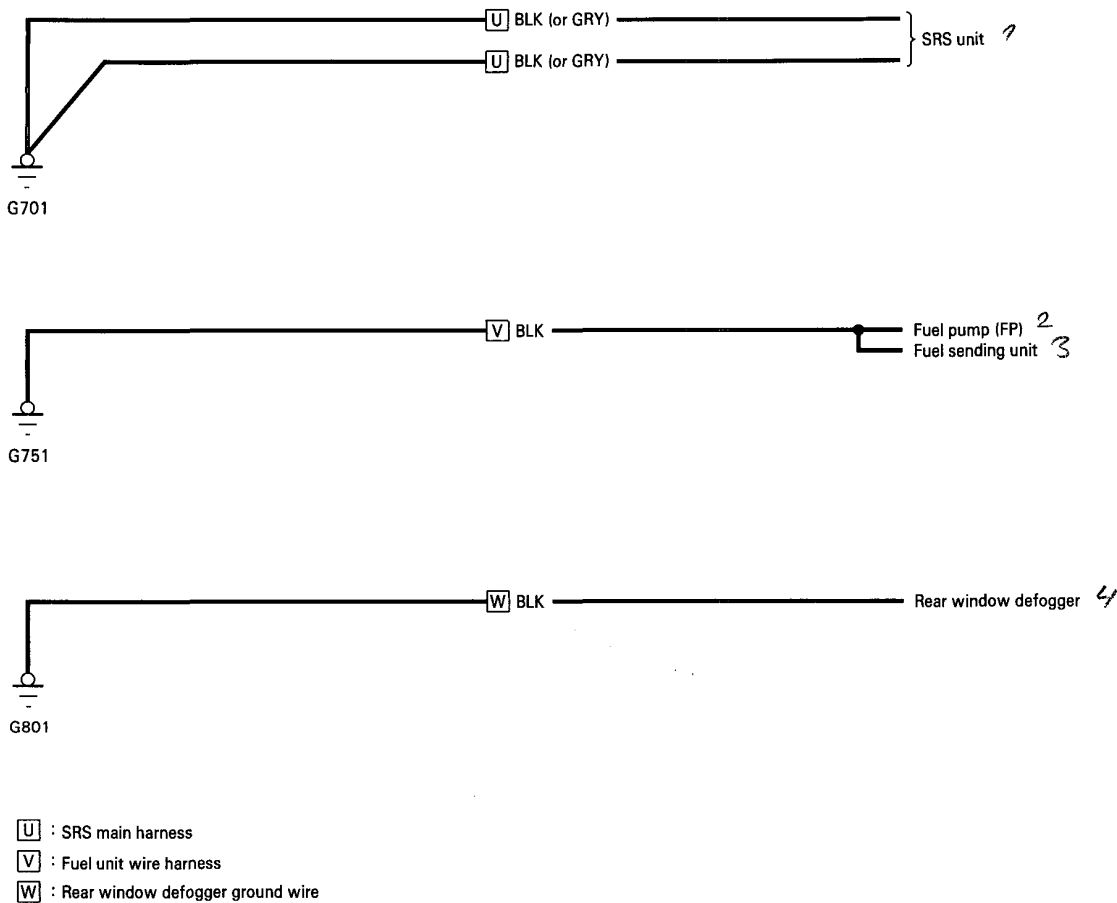 U BLK (or GRY)
SRS unit 1
U BLK (or GRY)
G701
V BLK
Fuel pump (FP) 2
Fuel sending unit 3
G751
W BLK
Rear window defogger 4
G801
U : SRS main harness
V : Fuel unit wire harness
W : Rear window defogger ground wire